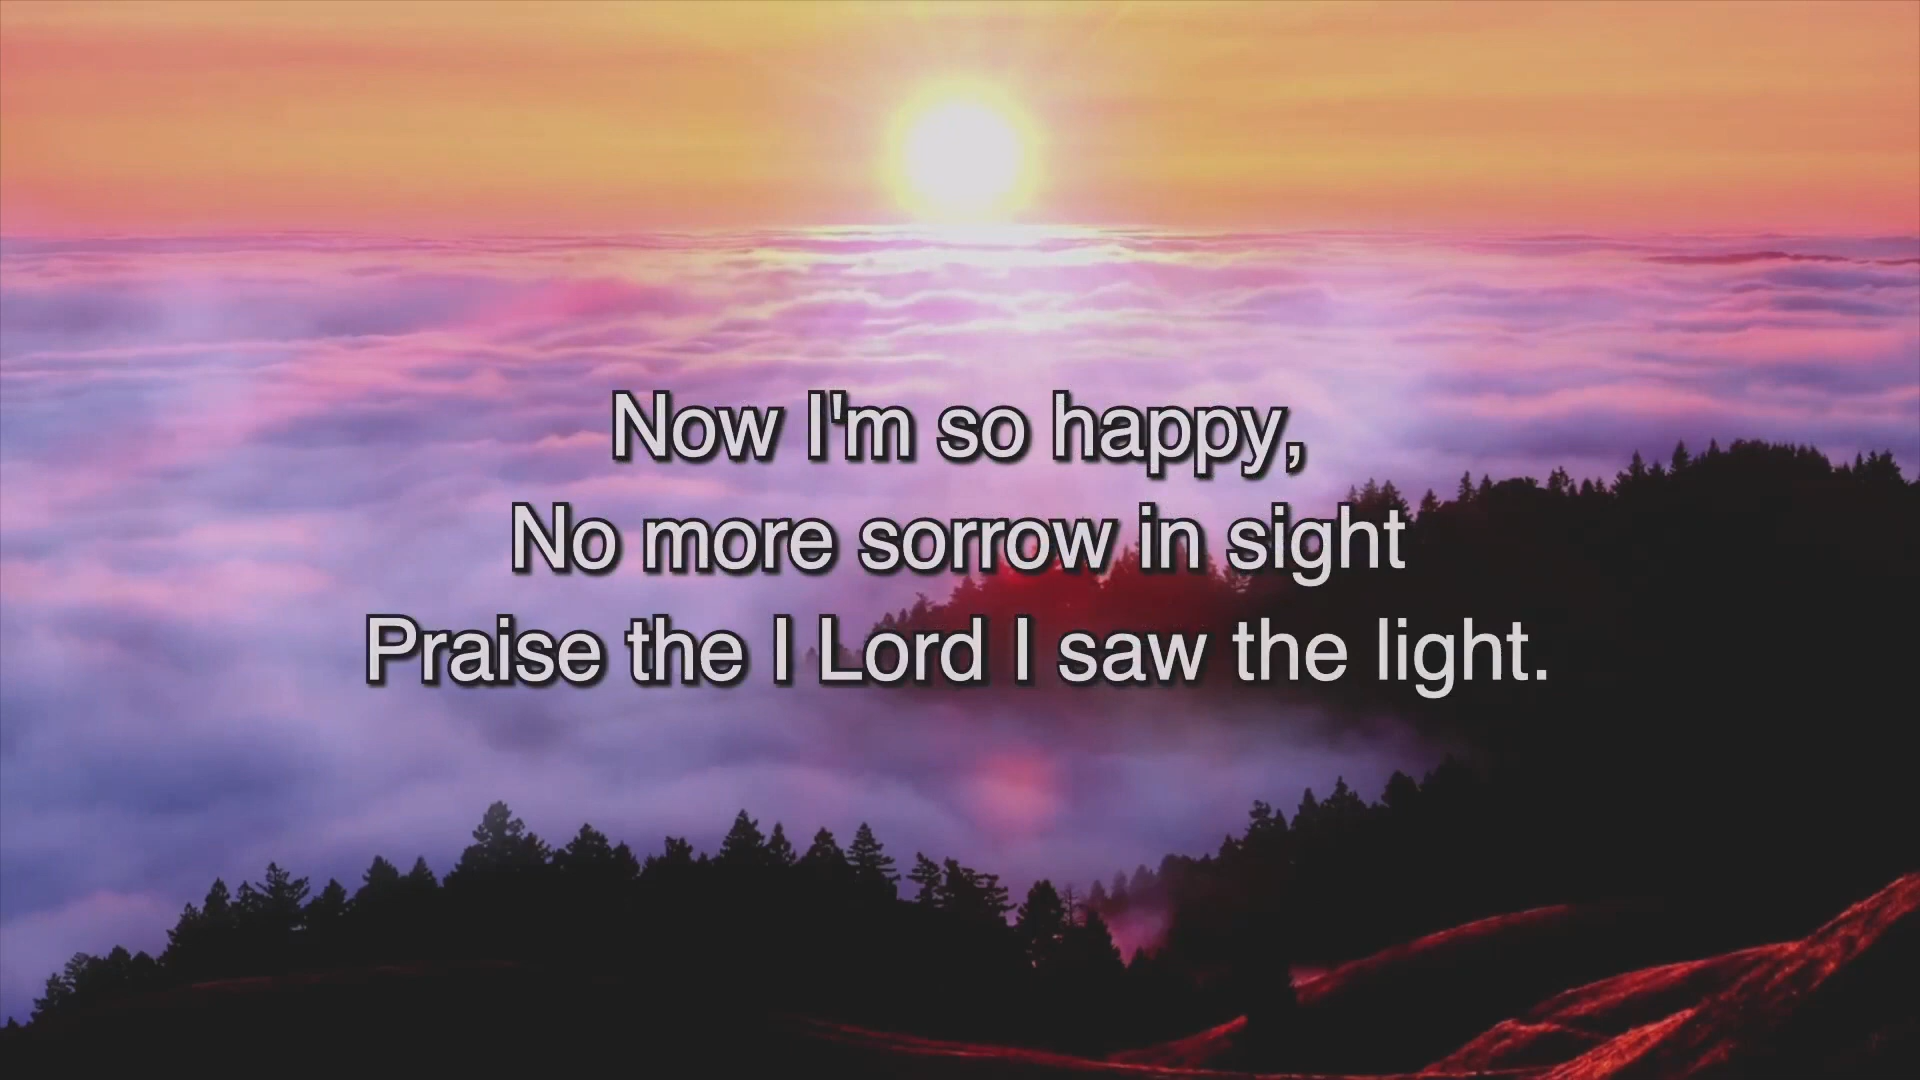 Now I'm so happy,
No more sorrow in sight
Praise the I Lord I saw the light.